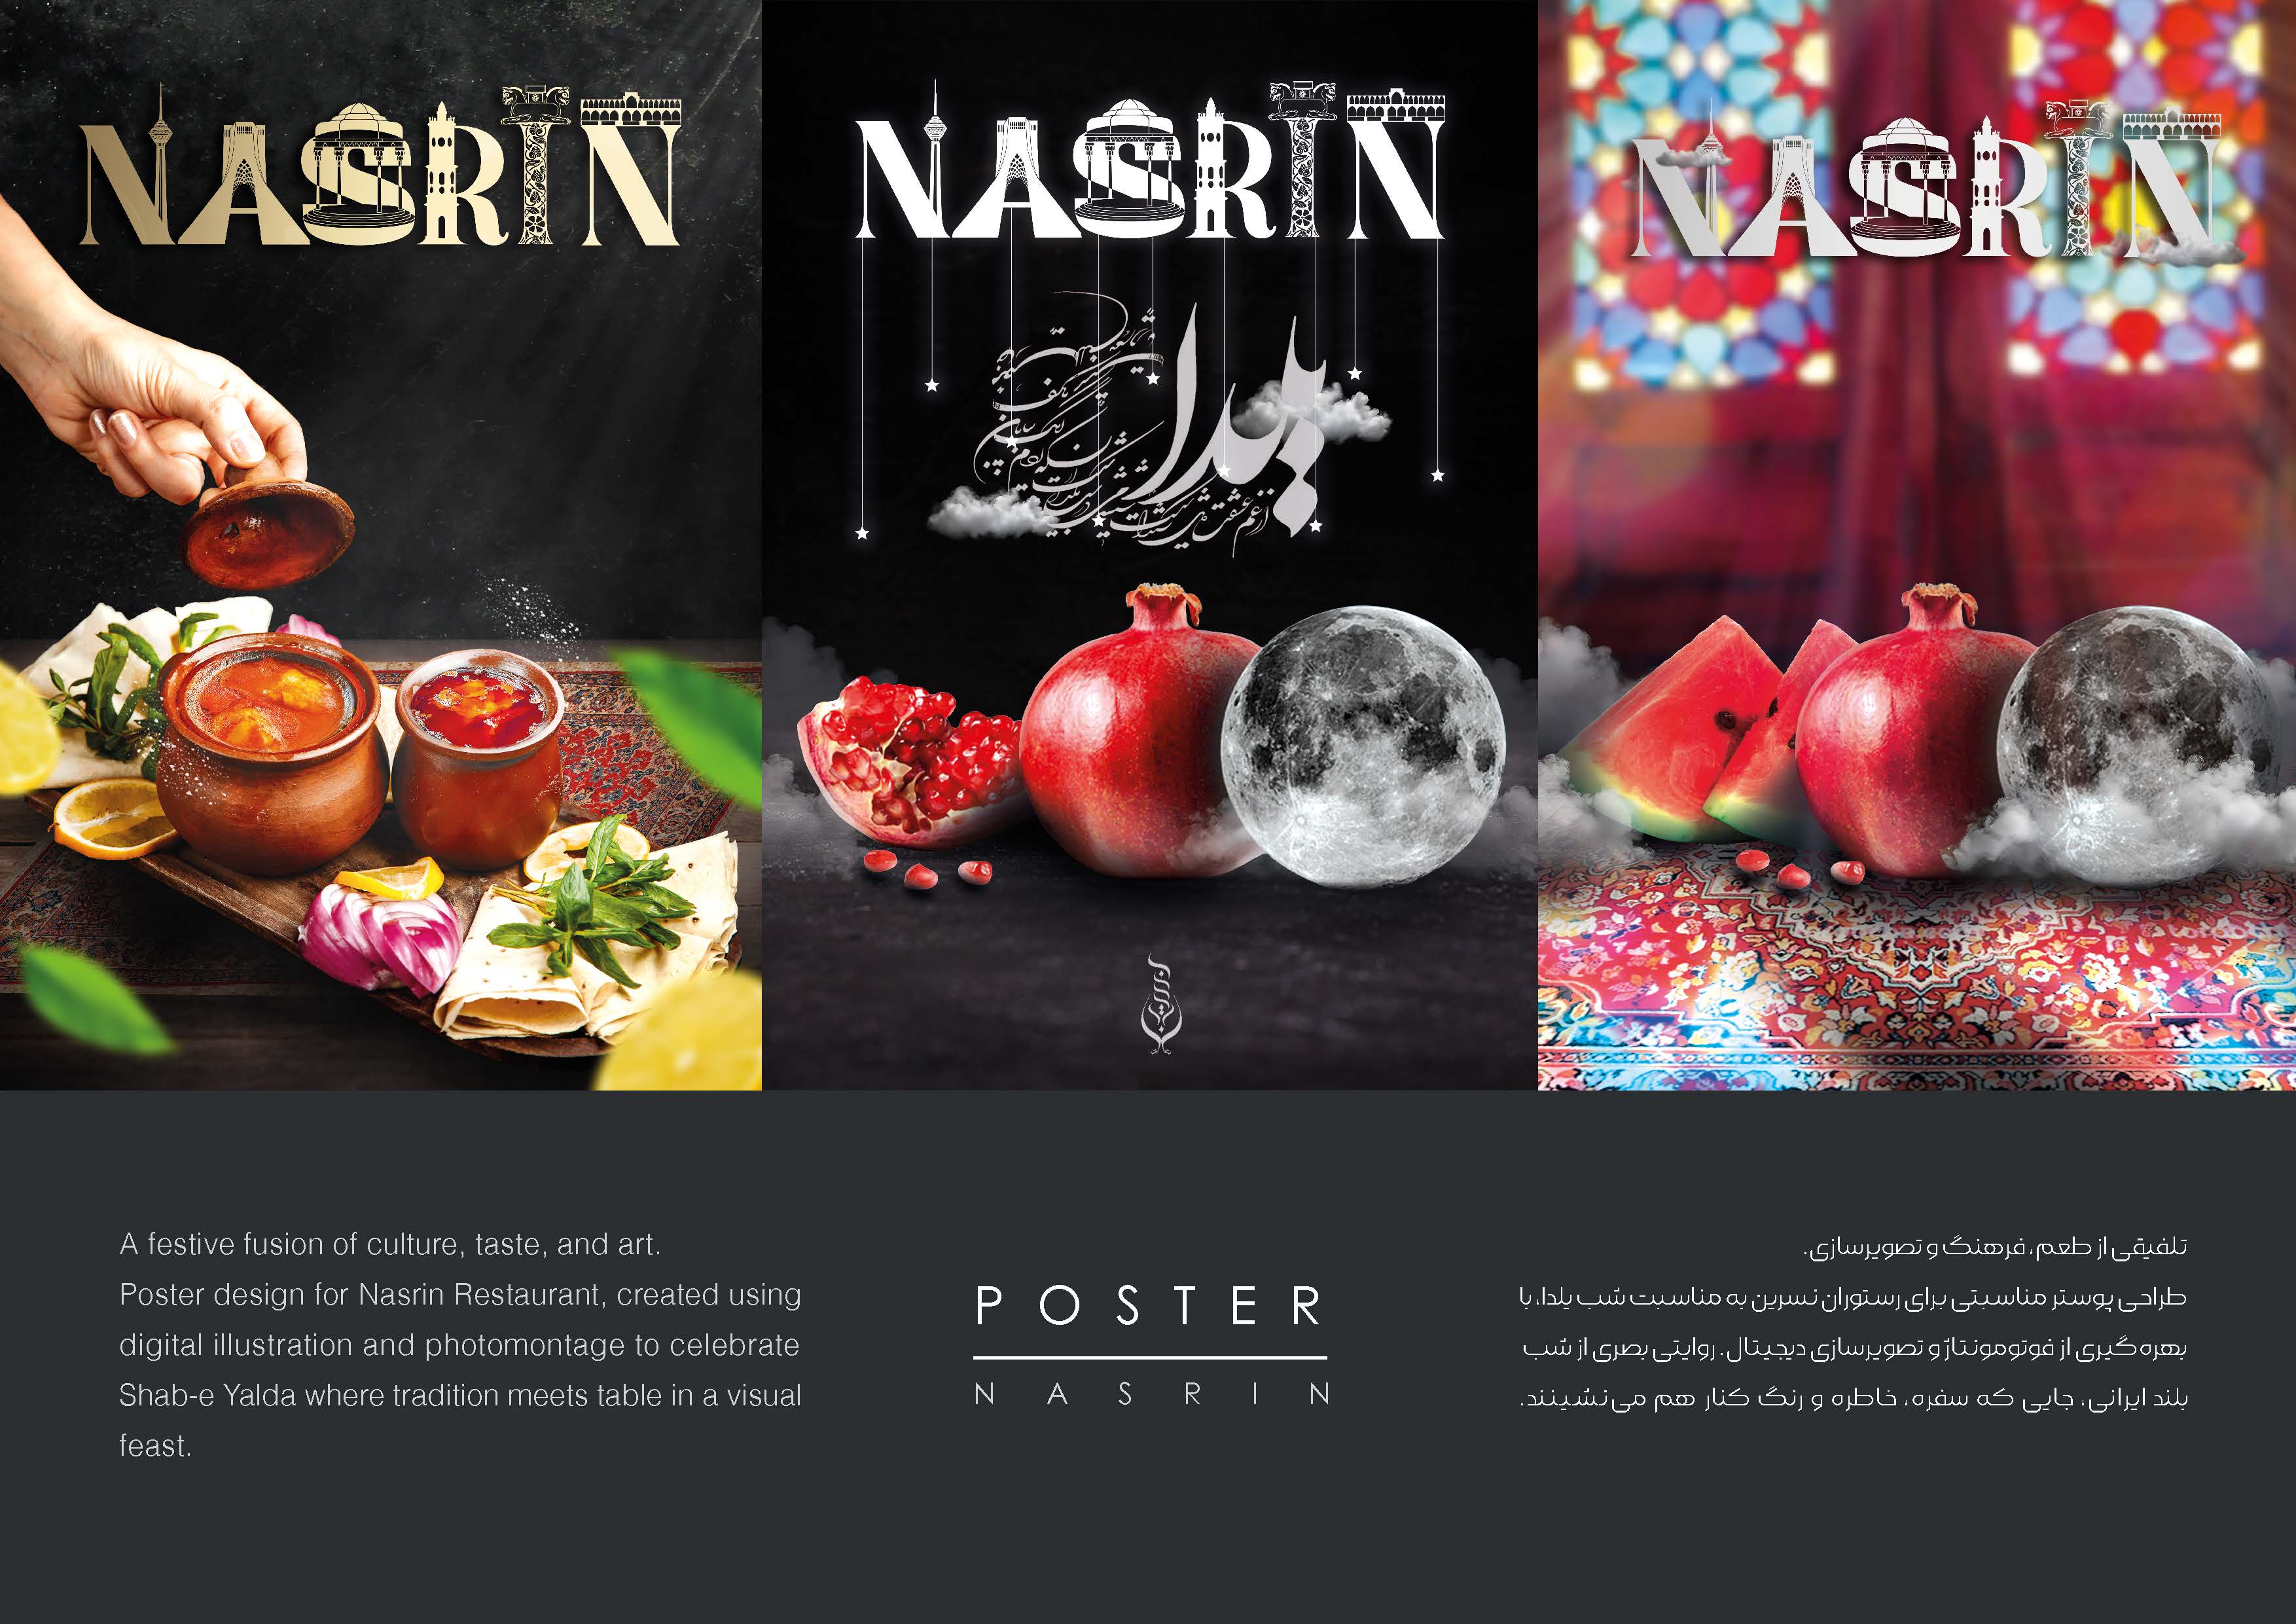 NASRIN
NASRIN
یلدا
NASRIN
A festive fusion of culture, taste, and art.
Poster design for Nasrin Restaurant, created using
digital illustration and photomontage to celebrate
Shab-e Yalda where tradition meets table in a visual
feast.
POSTER
NASRIN
تلفیقی از طعم، فرهنگ و تصویرسازی.
طراحی پوستر مناسبتی برای رستوران نسرین به مناسبت شب یلدا، با
بهره‌گیری از فوتومونتاژ و تصویرسازی دیجیتال. روایتی بصری از شب
بلند ایرانی، جایی که سفره، خاطره و رنگ کنار هم می‌نشینند.